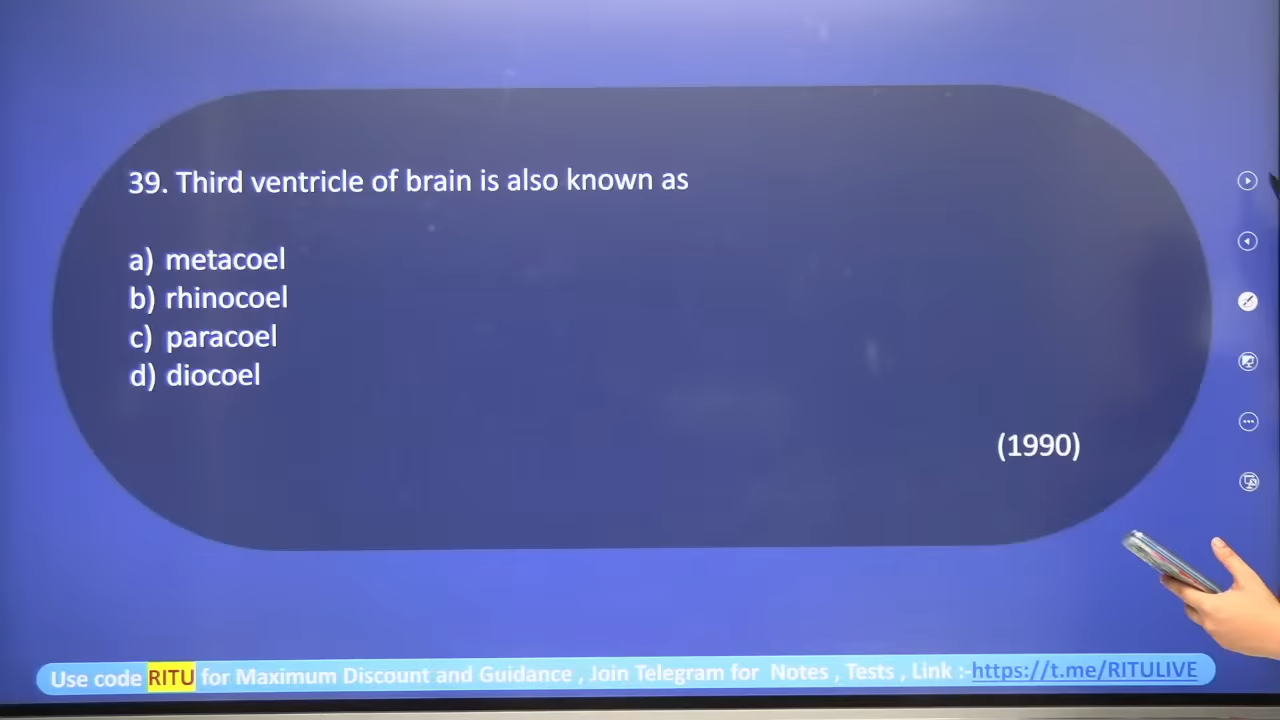 39. Third ventricle of brain is also known as
a) metacoel
b) rhinocoel
c) paracoel
d) diocoel
(1990)
Use code RITU for Maximum Discount and Guidance , Join Telegram for Notes , Tests , Link :-https://t.me/RITULIVE